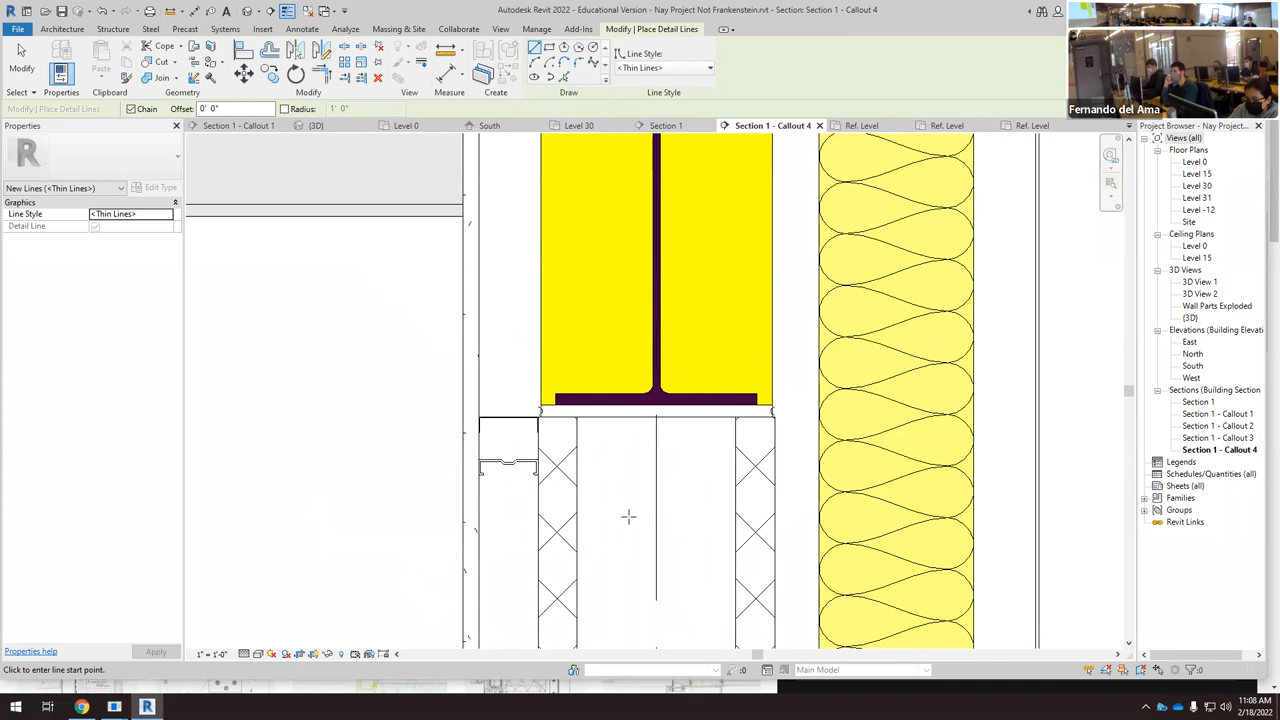 Autodesk Revit 2022 - Educational Version - Nay Project Not Frankenstein.rvt - Section: Section 1 - Callout 4
File Architecture Structure Steel Precast Systems Insert Annotate Analyze Massing & Site Collaborate View Manage Add-Ins Modify | Place Detail Lines
Modify Paste Cope Cut Join
Line Style:
<Thin Lines>
Select Properties Clipboard Geometry Modify View Measure Create Draw Line Style
Fernando del Ama
Modify | Place Detail Lines Chain Offset: 0' 0" Radius: 1' 0"
Properties
Section 1 - Callout 1 {3D} Level 0 South Level 30 Section 1 Section 1 - Callout 4 Ref. Level Ref. Level Ref. Level
Project Browser - Nay Project...
New Lines (<Thin Lines>) Edit Type
Graphics
Line Style <Thin Lines>
Detail Line
Views (all)
Floor Plans
Level 0
Level 15
Level 30
Level 31
Level -12
Site
Ceiling Plans
Level 0
Level 15
3D Views
3D View 1
3D View 2
Wall Parts Exploded
{3D}
Elevations (Building Elevati
East
North
South
West
Sections (Building Section
Section 1
Section 1 - Callout 1
Section 1 - Callout 2
Section 1 - Callout 3
Section 1 - Callout 4
Legends
Schedules/Quantities (all)
Sheets (all)
Families
Groups
Revit Links
Properties help Apply
1" = 1'-0"
Click to enter line start point.
:0
Main Model
:0
11:08 AM
2/18/2022